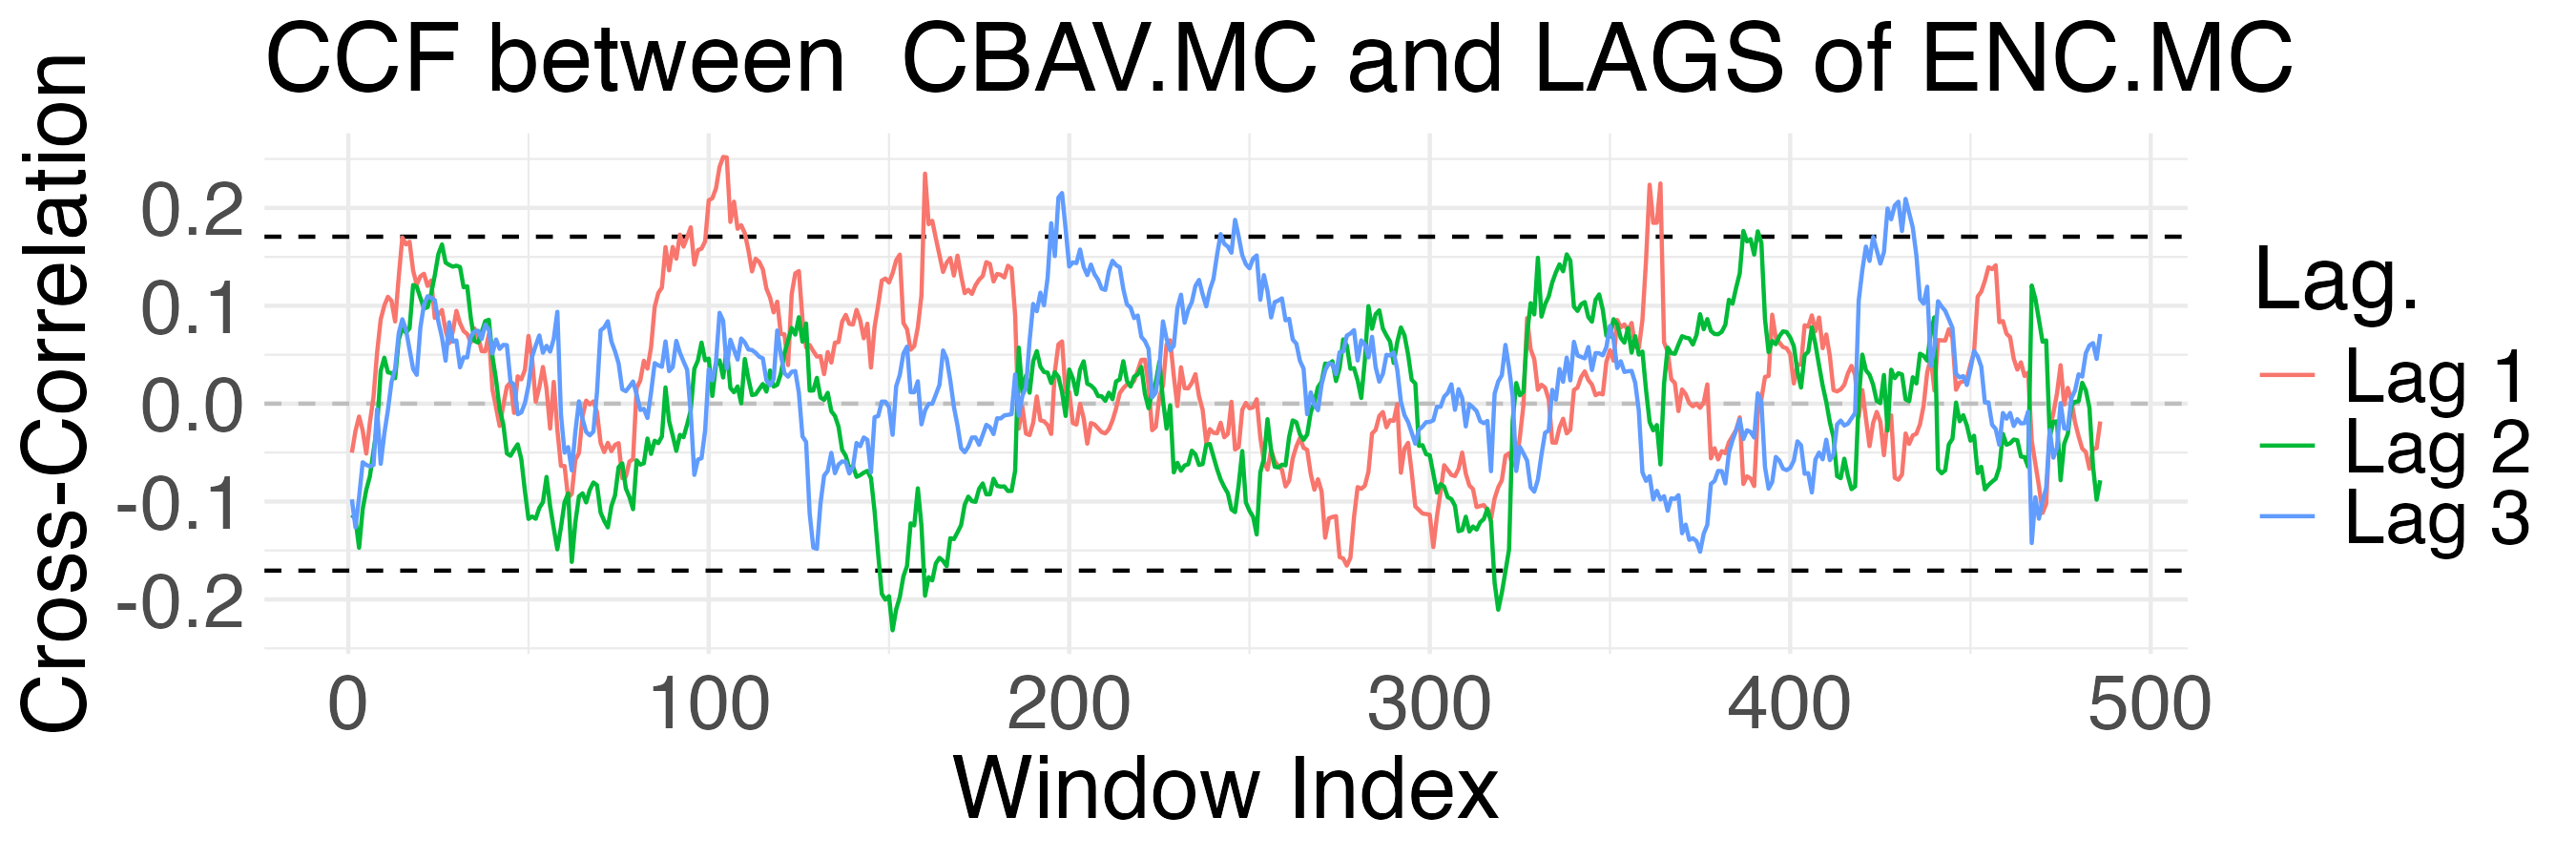 CCF between  CBAV.MC and LAGS of ENC.MC
Cross-Correlation
0.2
0.1
0.0
-0.1
-0.2
0 100 200 300 400 500
Window Index
Lag.
Lag 1
Lag 2
Lag 3